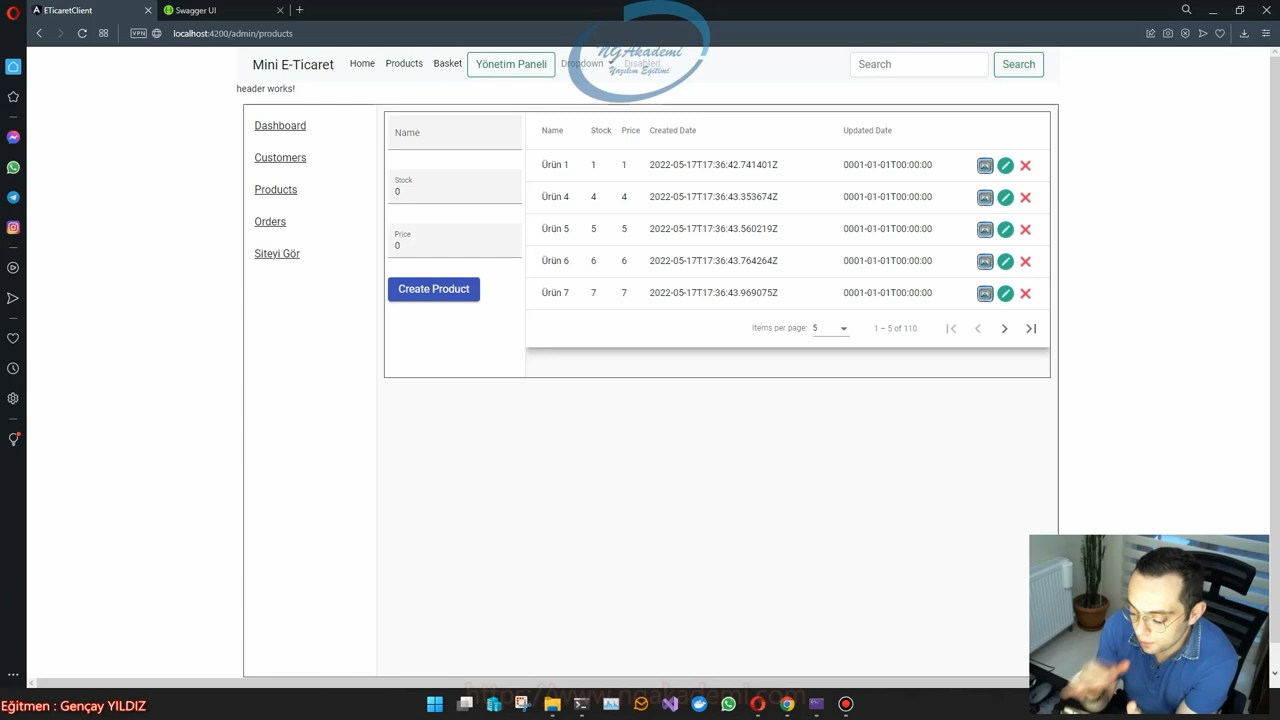 ETicaretClient
Swagger UI
VPN
localhost:4200/admin/products
NGAkademi
Yazılım Eğitimi
Mini E-Ticaret
Home
Products
Basket
Yönetim Paneli
Dropdown
Disabled
Search
Search
header works!
Dashboard
Customers
Products
Orders
Siteyi Gör
Name
Stock
0
Price
0
Create Product
Name Stock Price Created Date Updated Date
Ürün 1 1 1 2022-05-17T17:36:42.741401Z 0001-01-01T00:00:00
Ürün 4 4 4 2022-05-17T17:36:43.353674Z 0001-01-01T00:00:00
Ürün 5 5 5 2022-05-17T17:36:43.560219Z 0001-01-01T00:00:00
Ürün 6 6 6 2022-05-17T17:36:43.764264Z 0001-01-01T00:00:00
Ürün 7 7 7 2022-05-17T17:36:43.969075Z 0001-01-01T00:00:00
Items per page: 5 1 – 5 of 110
Eğitmen : Gençay YILDIZ